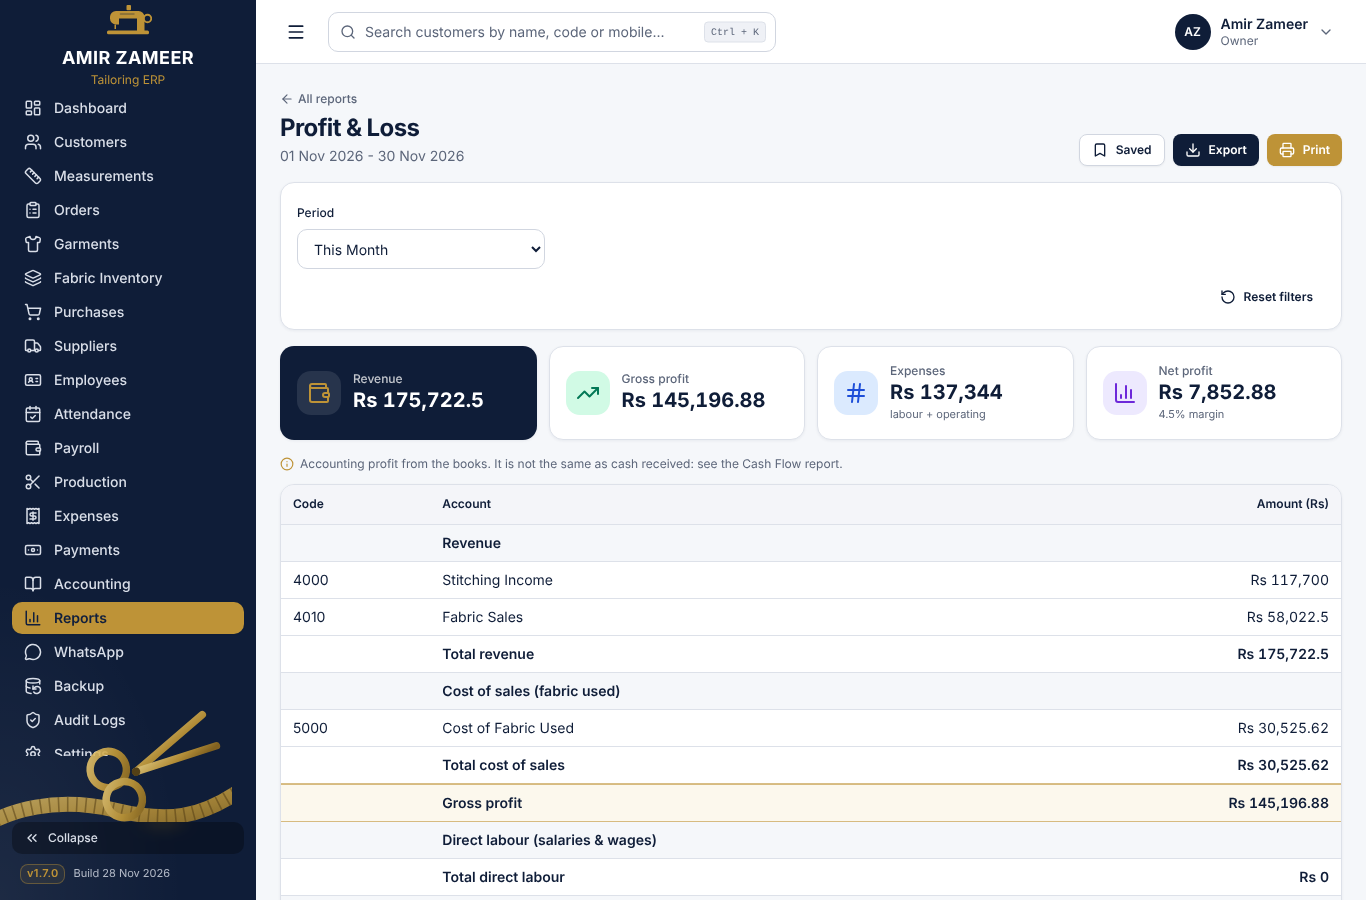 AMIR ZAMEER
Tailoring ERP
Dashboard
Customers
Measurements
Orders
Garments
Fabric Inventory
Purchases
Suppliers
Employees
Attendance
Payroll
Production
Expenses
Payments
Accounting
Reports
WhatsApp
Backup
Audit Logs
Settings
Collapse
v1.7.0 Build 28 Nov 2026
Search customers by name, code or mobile... Ctrl + K
AZ Amir Zameer
Owner
All reports
Profit & Loss
01 Nov 2026 - 30 Nov 2026
Saved Export Print
Period
This Month
Reset filters
Revenue
Rs 175,722.5
Gross profit
Rs 145,196.88
Expenses
Rs 137,344
labour + operating
Net profit
Rs 7,852.88
4.5% margin
Accounting profit from the books. It is not the same as cash received: see the Cash Flow report.
Code Account Amount (Rs)
Revenue
4000 Stitching Income Rs 117,700
4010 Fabric Sales Rs 58,022.5
Total revenue Rs 175,722.5
Cost of sales (fabric used)
5000 Cost of Fabric Used Rs 30,525.62
Total cost of sales Rs 30,525.62
Gross profit Rs 145,196.88
Direct labour (salaries & wages)
Total direct labour Rs 0